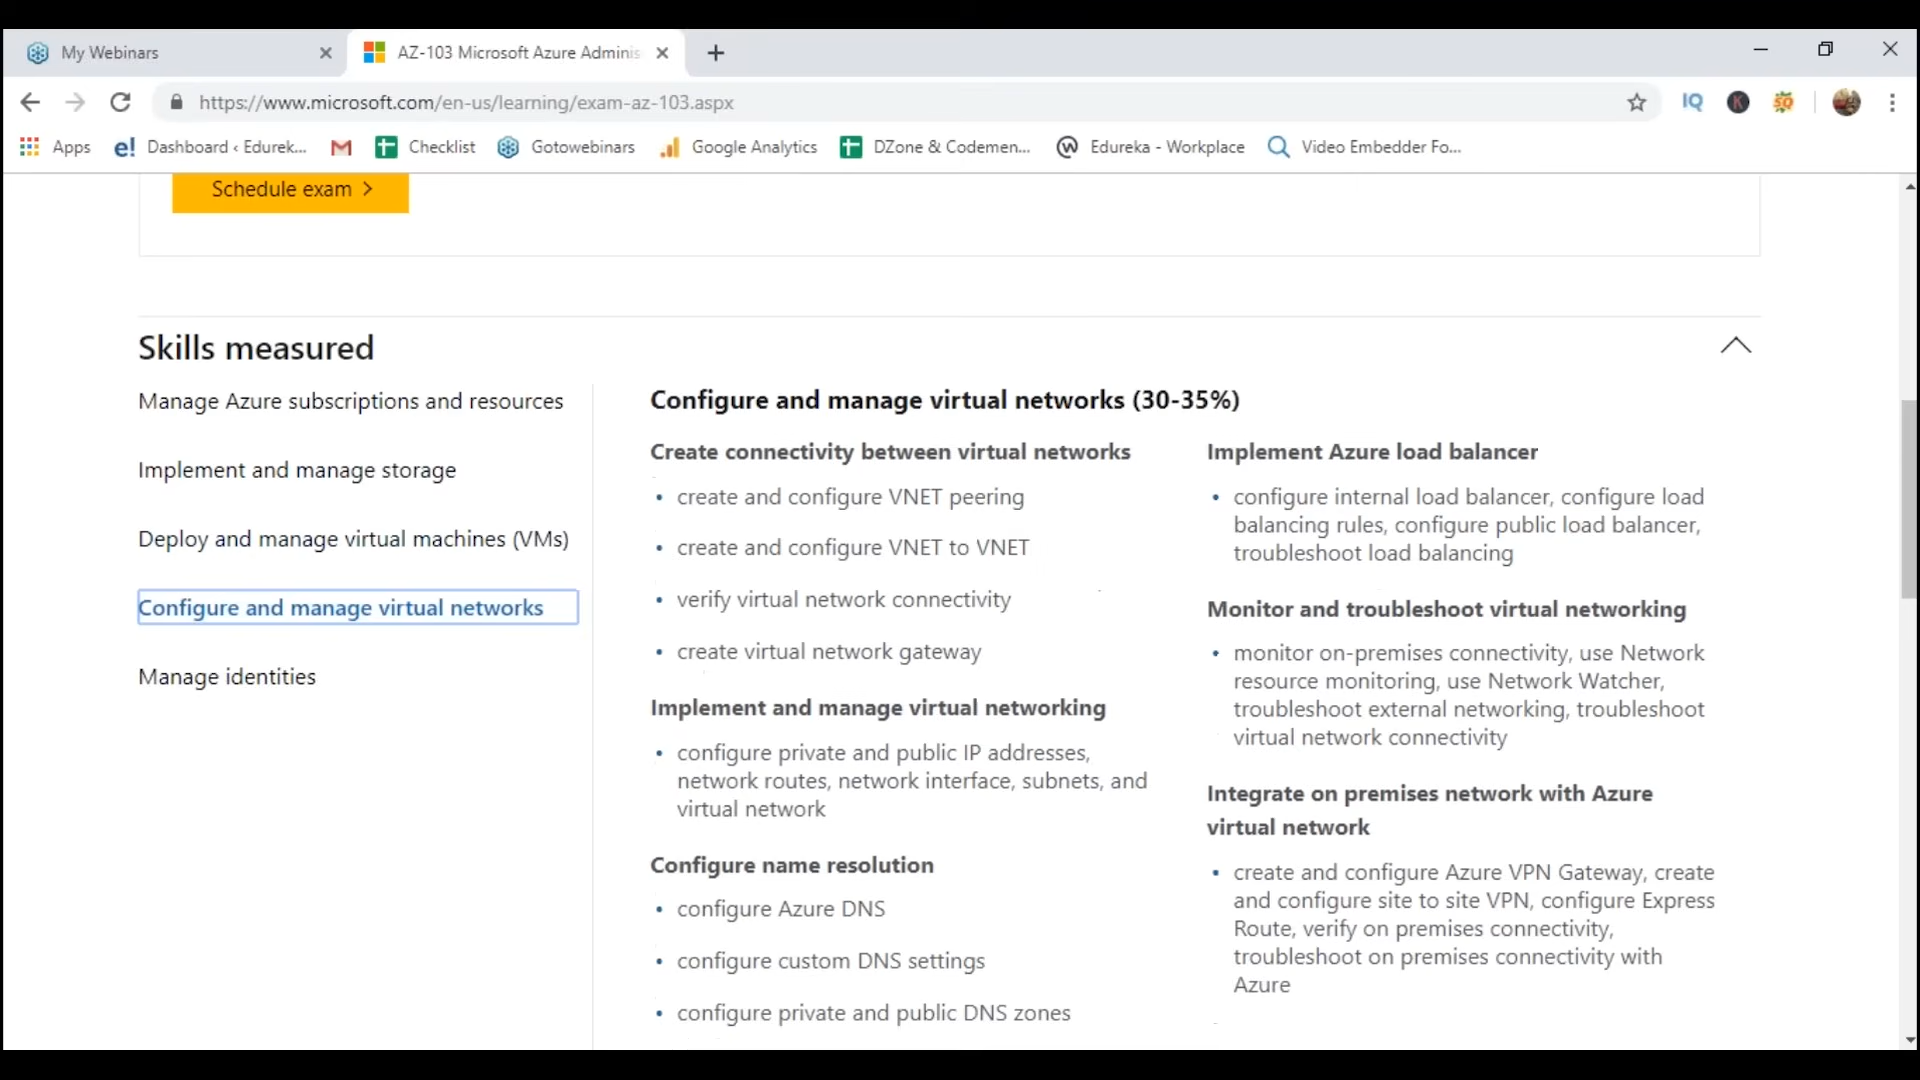 My Webinars
AZ-103 Microsoft Azure Adminis
https://www.microsoft.com/en-us/learning/exam-az-103.aspx
IQ
K
SQ
Apps
e! Dashboard ‹ Edurek...
Checklist
Gotowebinars
Google Analytics
DZone & Codemen...
Edureka - Workplace
Video Embedder Fo...
Schedule exam >
Skills measured
Manage Azure subscriptions and resources
Implement and manage storage
Deploy and manage virtual machines (VMs)
Configure and manage virtual networks
Manage identities
Configure and manage virtual networks (30-35%)
Create connectivity between virtual networks
• create and configure VNET peering
• create and configure VNET to VNET
• verify virtual network connectivity
• create virtual network gateway
Implement and manage virtual networking
• configure private and public IP addresses,
network routes, network interface, subnets, and
virtual network
Configure name resolution
• configure Azure DNS
• configure custom DNS settings
• configure private and public DNS zones
Implement Azure load balancer
• configure internal load balancer, configure load
balancing rules, configure public load balancer,
troubleshoot load balancing
Monitor and troubleshoot virtual networking
• monitor on-premises connectivity, use Network
resource monitoring, use Network Watcher,
troubleshoot external networking, troubleshoot
virtual network connectivity
Integrate on premises network with Azure
virtual network
• create and configure Azure VPN Gateway, create
and configure site to site VPN, configure Express
Route, verify on premises connectivity,
troubleshoot on premises connectivity with
Azure